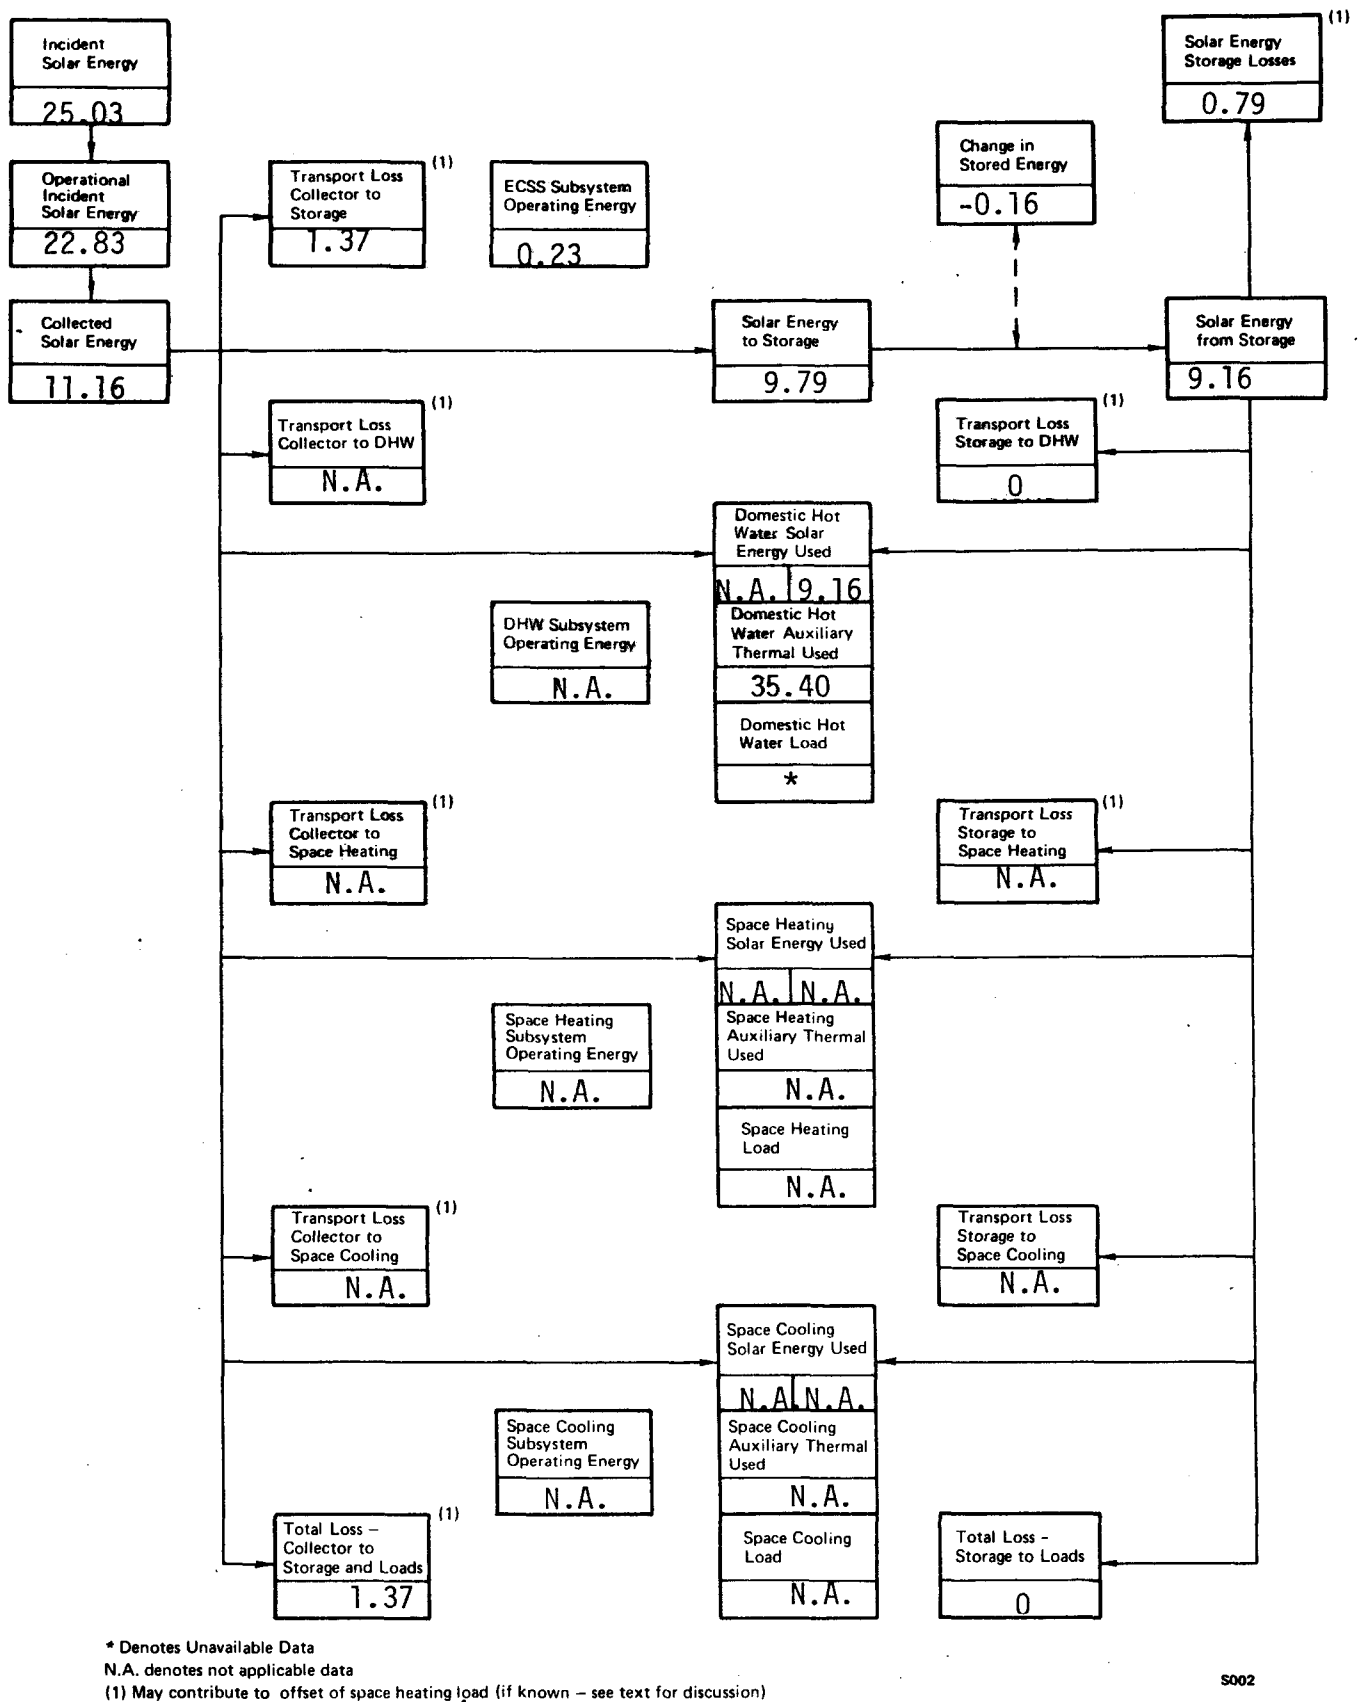 Incident
Solar Energy
25.03
(1)
Solar Energy
Storage Losses
0.79
Change in
Stored Energy
-0.16
Operational
Incident
Solar Energy
22.83
(1)
Transport Loss
Collector to
Storage
1.37
ECSS Subsystem
Operating Energy
0.23
Collected
Solar Energy
11.16
Solar Energy
to Storage
9.79
Solar Energy
from Storage
9.16
(1)
Transport Loss
Collector to DHW
N.A.
(1)
Transport Loss
Storage to DHW
0
Domestic Hot
Water Solar
Energy Used
N.A. 9.16
DHW Subsystem
Operating Energy
N.A.
Domestic Hot
Water Auxiliary
Thermal Used
35.40
Domestic Hot
Water Load
*
(1)
Transport Loss
Collector to
Space Heating
N.A.
(1)
Transport Loss
Storage to
Space Heating
N.A.
Space Heating
Solar Energy Used
N.A. N.A.
Space Heating
Subsystem
Operating Energy
N.A.
Space Heating
Auxiliary Thermal
Used
N.A.
Space Heating
Load
N.A.
(1)
Transport Loss
Collector to
Space Cooling
N.A.
Transport Loss
Storage to
Space Cooling
N.A.
Space Cooling
Solar Energy Used
N.A. N.A.
Space Cooling
Subsystem
Operating Energy
N.A.
Space Cooling
Auxiliary Thermal
Used
N.A.
(1)
Total Loss –
Collector to
Storage and Loads
1.37
Space Cooling
Load
N.A.
Total Loss -
Storage to Loads
0
* Denotes Unavailable Data
N.A. denotes not applicable data
(1) May contribute to offset of space heating load (if known – see text for discussion)
S002